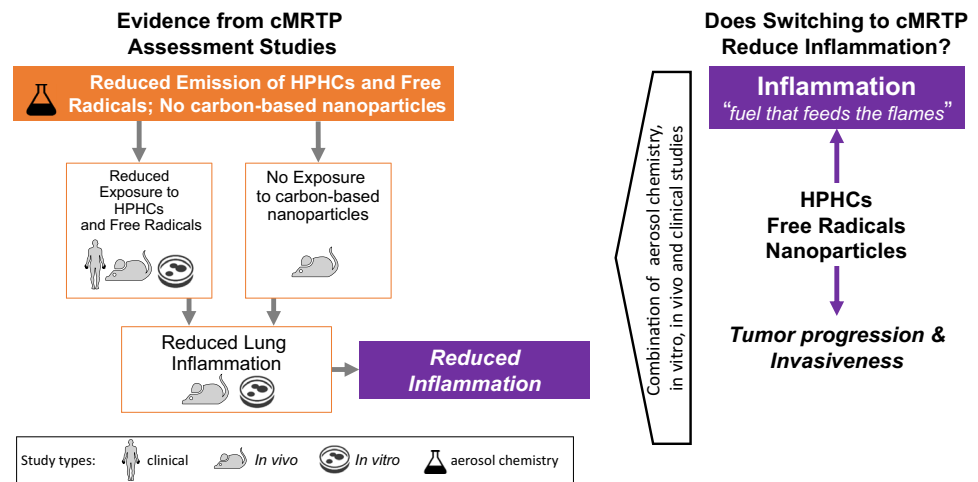 Evidence from cMRTP
Assessment Studies
Reduced Emission of HPHCs and Free
Radicals; No carbon-based nanoparticles
Reduced
Exposure to
HPHCs
and Free Radicals
No Exposure
to carbon-based
nanoparticles
Reduced Lung
Inflammation
Reduced
Inflammation
Study types:
clinical
In vivo
In vitro
aerosol chemistry
Combination of aerosol chemistry,
in vitro, in vivo and clinical studies
Does Switching to cMRTP
Reduce Inflammation?
Inflammation
“fuel that feeds the flames”
HPHCs
Free Radicals
Nanoparticles
Tumor progression &
Invasiveness